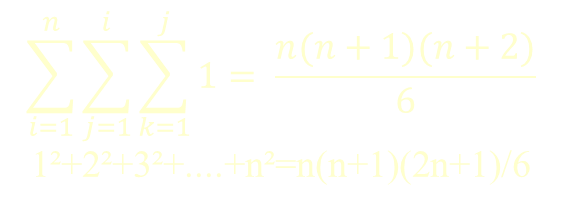 ∑_{i=1}^{n} ∑_{j=1}^{i} ∑_{k=1}^{j} 1 = n(n + 1)(n + 2)/6
1²+2²+3²+....+n²=n(n+1)(2n+1)/6